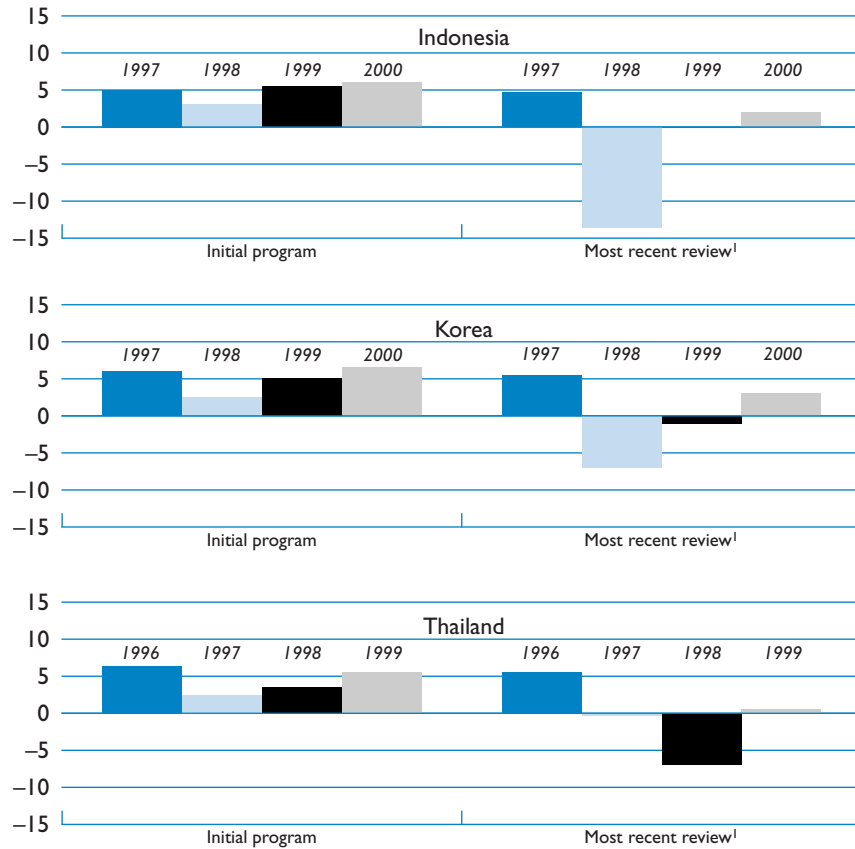 15
Indonesia
10
1997 1998 1999 2000 1997 1998 1999 2000
5
0
–5
–10
–15
Initial program Most recent review¹
15
Korea
10
1997 1998 1999 2000 1997 1998 1999 2000
5
0
–5
–10
–15
Initial program Most recent review¹
15
Thailand
10
1996 1997 1998 1999 1996 1997 1998 1999
5
0
–5
–10
–15
Initial program Most recent review¹